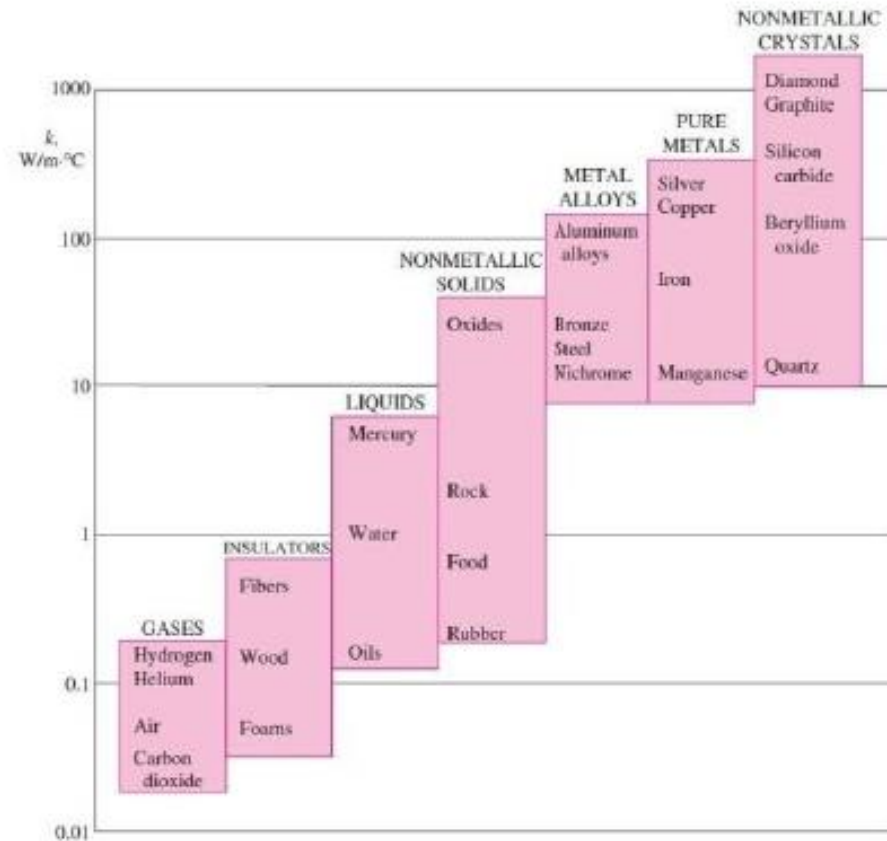 NONMETALLIC
CRYSTALS
Diamond
Graphite
Silicon
carbide
Beryllium
oxide
Quartz
PURE
METALS
Silver
Copper
Iron
Manganese
METAL
ALLOYS
Aluminum
alloys
Bronze
Steel
Nichrome
NONMETALLIC
SOLIDS
Oxides
Rock
Food
Rubber
LIQUIDS
Mercury
Water
Oils
INSULATORS
Fibers
Wood
Foams
GASES
Hydrogen
Helium
Air
Carbon
dioxide
1000
k,
W/m·°C
100
10
1
0.1
0.01